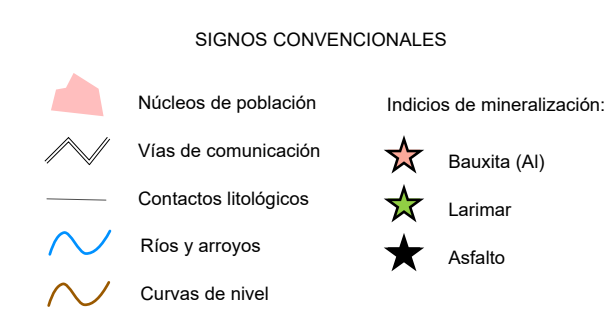 SIGNOS CONVENCIONALES
Núcleos de población
Vías de comunicación
Contactos litológicos
Ríos y arroyos
Curvas de nivel
Indicios de mineralización:
Bauxita (Al)
Larimar
Asfalto